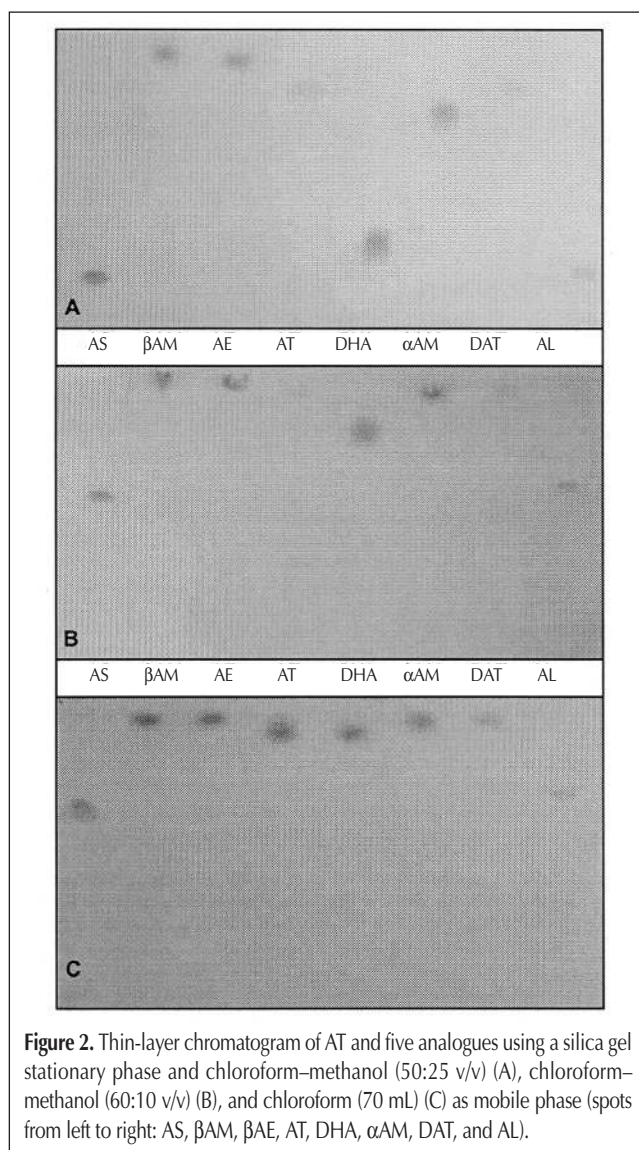 A
AS βAM AE AT DHA αAM DAT AL
B
AS βAM AE AT DHA αAM DAT AL
C
Figure 2. Thin-layer chromatogram of AT and five analogues using a silica gel
stationary phase and chloroform–methanol (50:25 v/v) (A), chloroform–
methanol (60:10 v/v) (B), and chloroform (70 mL) (C) as mobile phase (spots
from left to right: AS, βAM, βAE, AT, DHA, αAM, DAT, and AL).